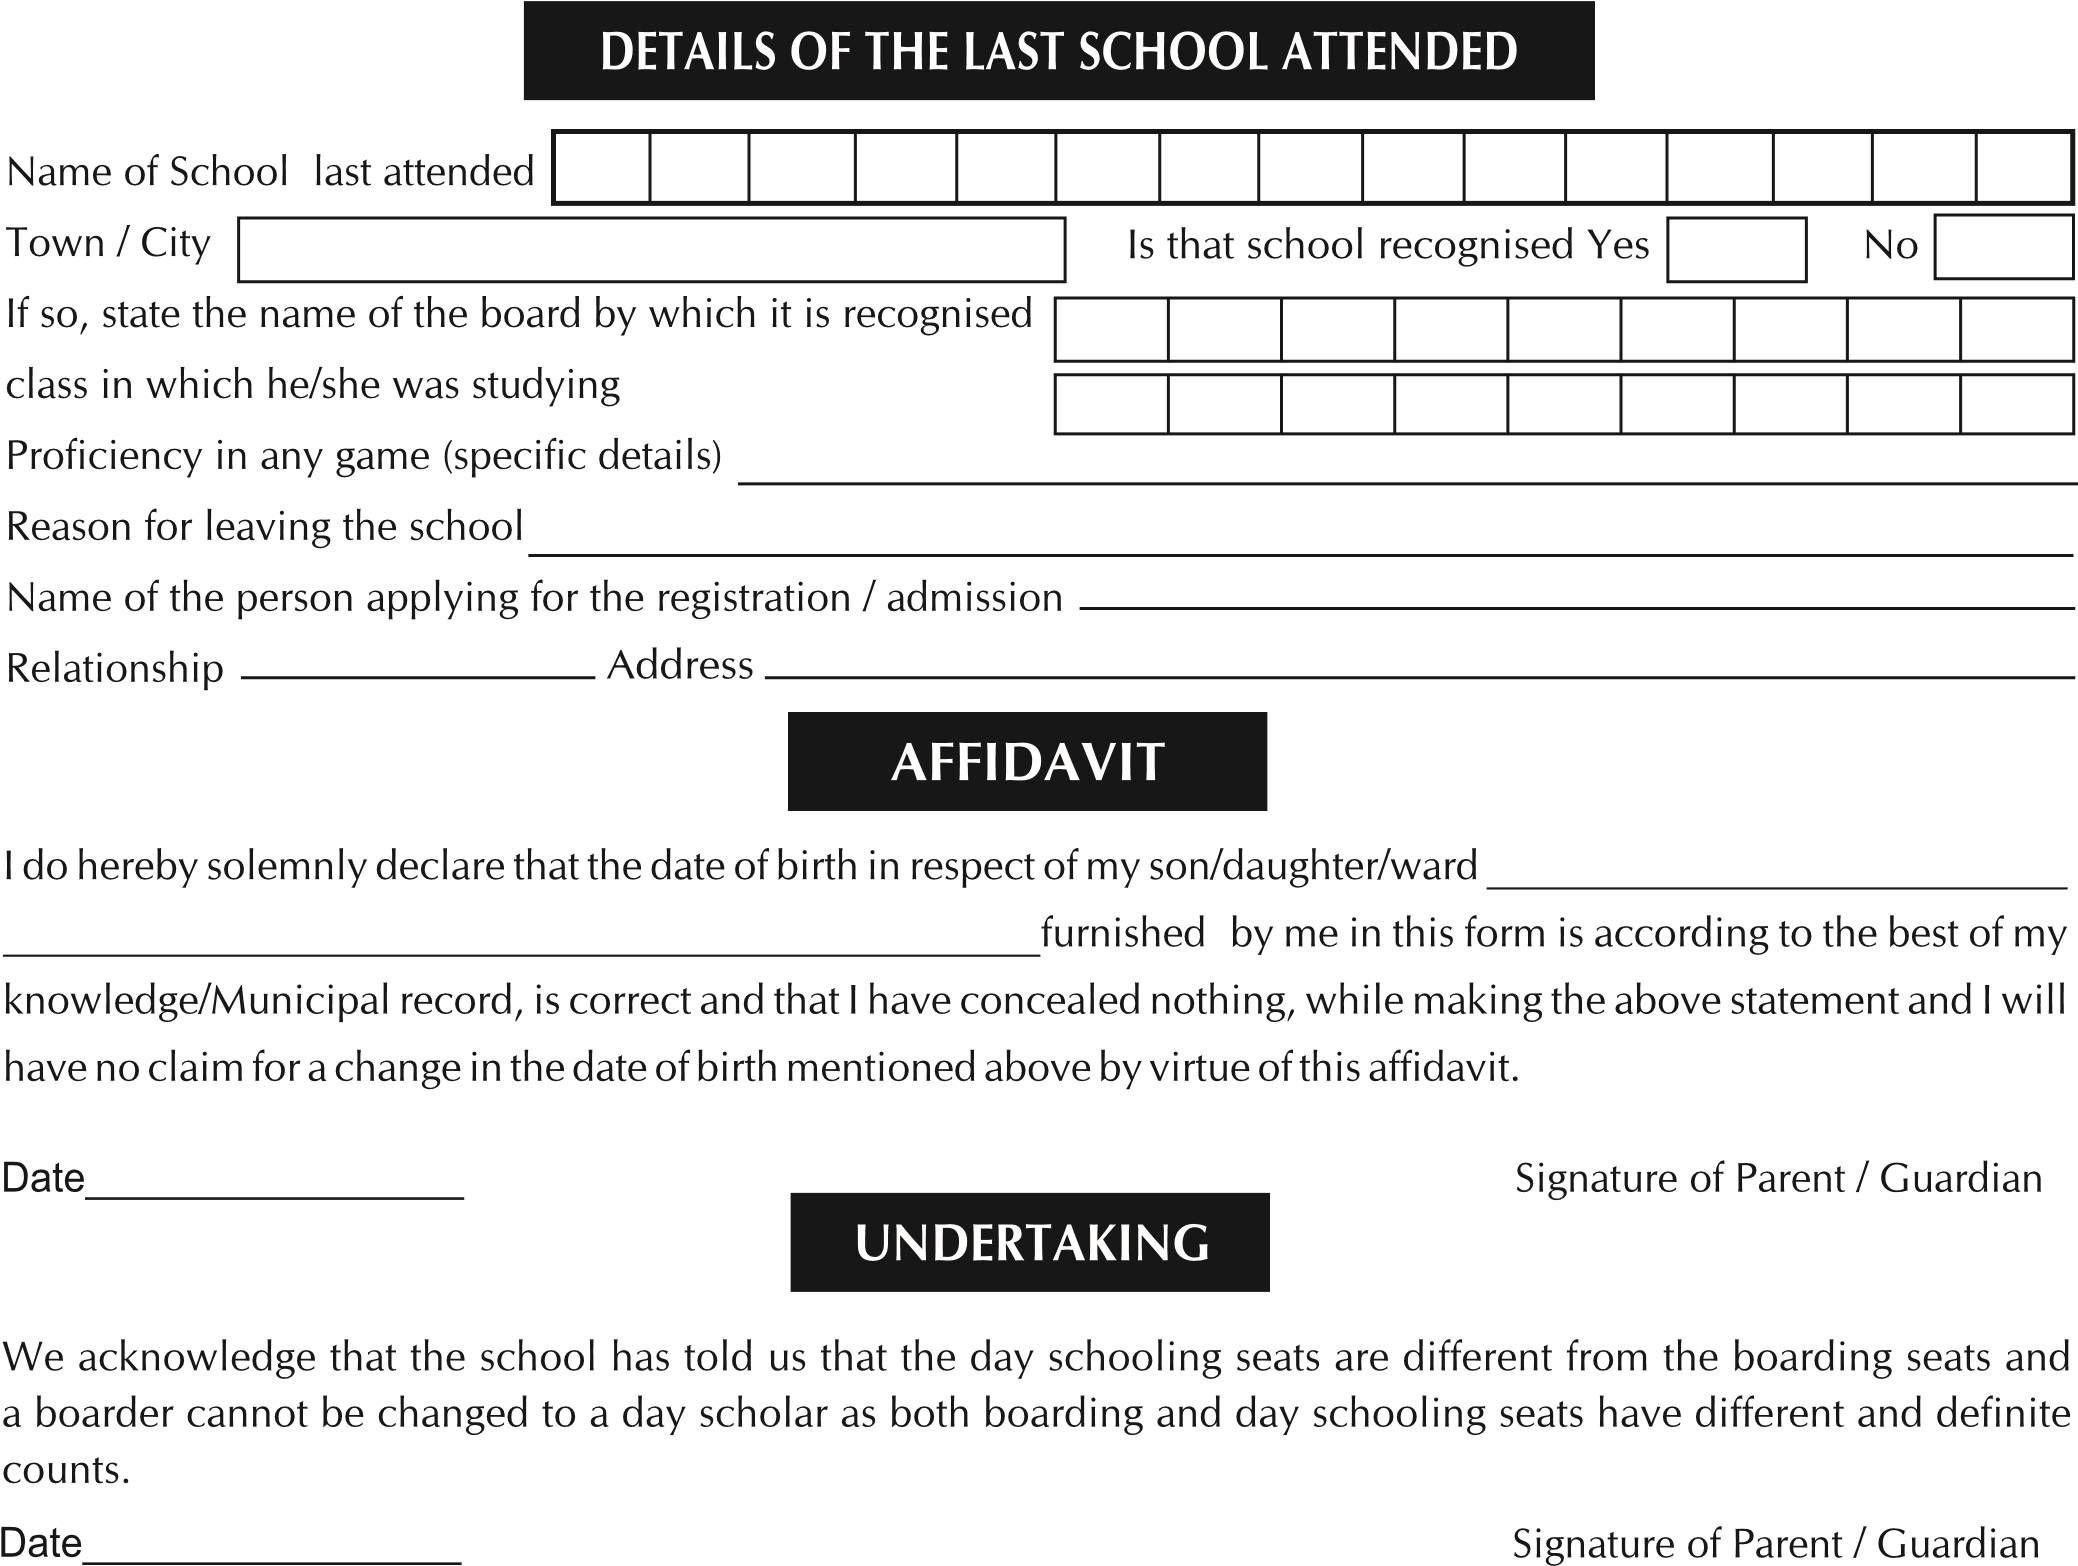 DETAILS OF THE LAST SCHOOL ATTENDED
Name of School last attended
Town / City Is that school recognised Yes No
If so, state the name of the board by which it is recognised
class in which he/she was studying
Proficiency in any game (specific details)
Reason for leaving the school
Name of the person applying for the registration / admission
Relationship Address
AFFIDAVIT
I do hereby solemnly declare that the date of birth in respect of my son/daughter/ward
furnished by me in this form is according to the best of my
knowledge/Municipal record, is correct and that I have concealed nothing, while making the above statement and I will
have no claim for a change in the date of birth mentioned above by virtue of this affidavit.
Date Signature of Parent / Guardian
UNDERTAKING
We acknowledge that the school has told us that the day schooling seats are different from the boarding seats and
a boarder cannot be changed to a day scholar as both boarding and day schooling seats have different and definite
counts.
Date Signature of Parent / Guardian